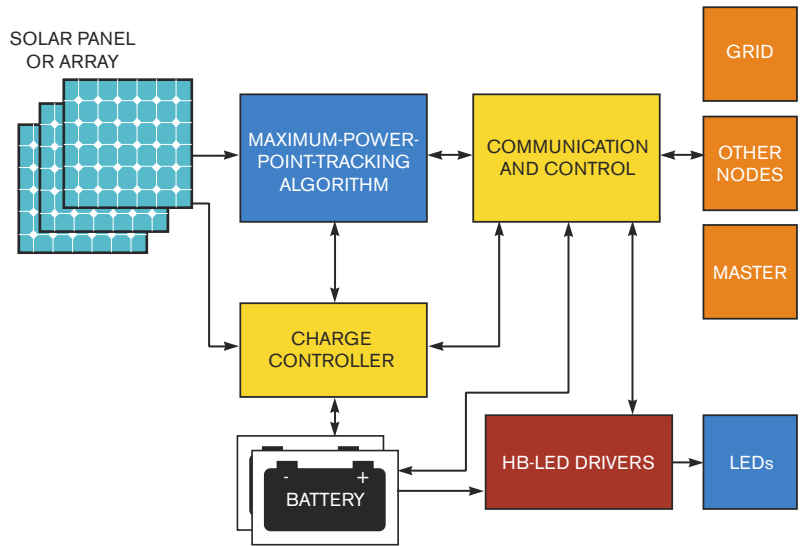 SOLAR PANEL
OR ARRAY
MAXIMUM-POWER-
POINT-TRACKING
ALGORITHM
COMMUNICATION
AND CONTROL
GRID
OTHER
NODES
MASTER
CHARGE
CONTROLLER
- +
BATTERY
HB-LED DRIVERS
LEDs